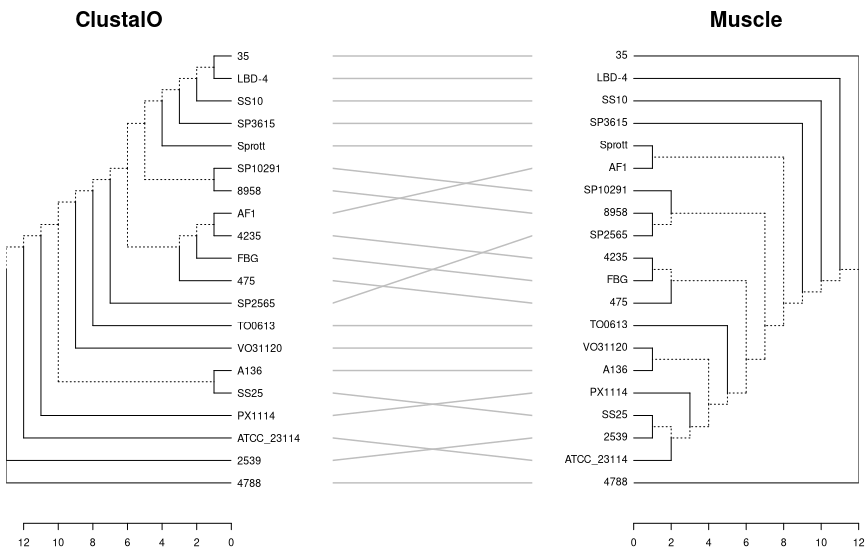 ClustalO
Muscle
35
LBD-4
SS10
SP3615
Sprott
SP10291
8958
AF1
4235
FBG
475
SP2565
TO0613
VO31120
A136
SS25
PX1114
ATCC_23114
2539
4788
12 10 8 6 4 2 0
35
LBD-4
SS10
SP3615
Sprott
AF1
SP10291
8958
SP2565
4235
FBG
475
TO0613
VO31120
A136
PX1114
SS25
2539
ATCC_23114
4788
0 2 4 6 8 10 12